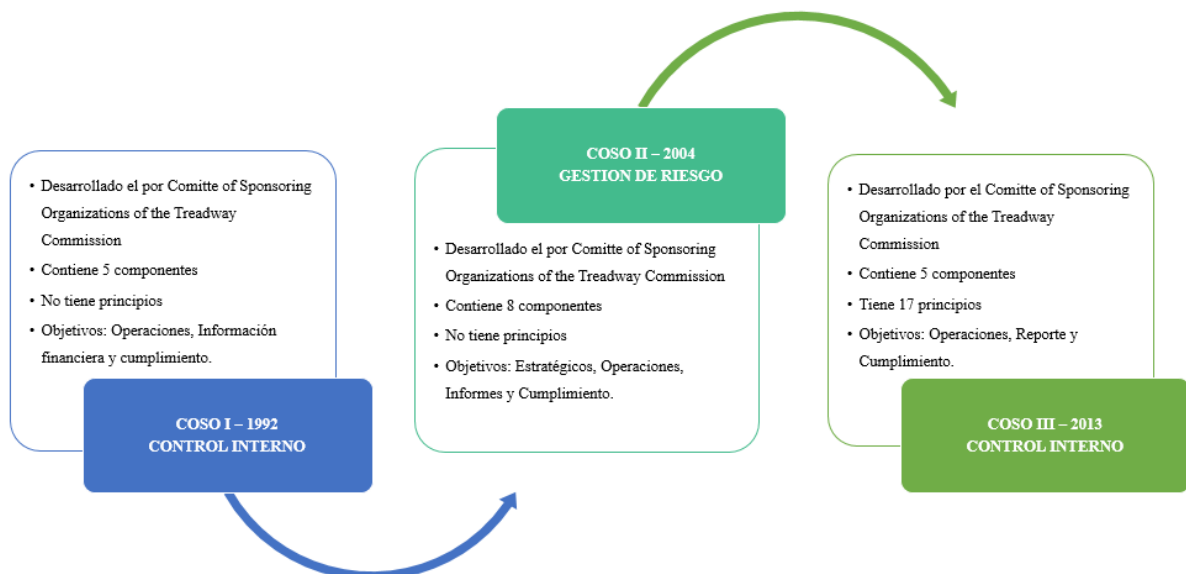 • Desarrollado el por Comitte of Sponsoring
Organizations of the Treadway
Commission
• Contiene 5 componentes
• No tiene principios
• Objetivos: Operaciones, Información
financiera y cumplimiento.
COSO I – 1992
CONTROL INTERNO
COSO II – 2004
GESTION DE RIESGO
• Desarrollado el por Comitte of Sponsoring
Organizations of the Treadway Commission
• Contiene 8 componentes
• No tiene principios
• Objetivos: Estratégicos, Operaciones,
Informes y Cumplimiento.
• Desarrollado por el Comitte of Sponsoring
Organizations of the Treadway
Commission
• Contiene 5 componentes
• Tiene 17 principios
• Objetivos: Operaciones, Reporte y
Cumplimiento.
COSO III – 2013
CONTROL INTERNO